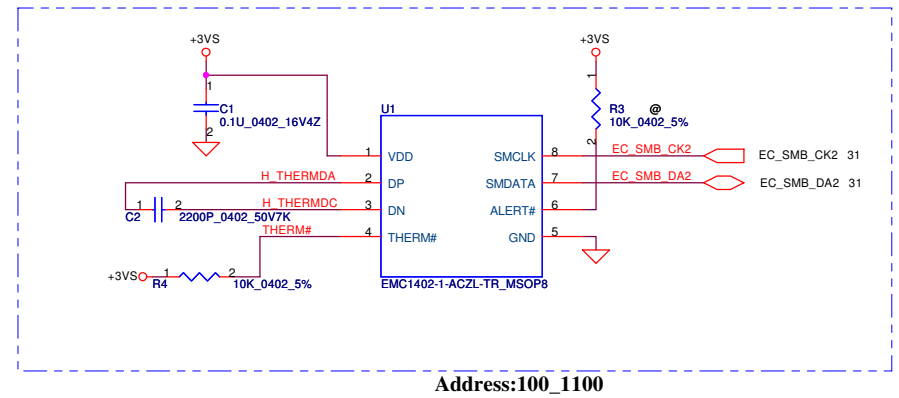 +3VS
+3VS
1
C1
0.1U_0402_16V4Z
2
U1
1
R3 @
10K_0402_5%
2
1 VDD
SMCLK 8
EC_SMB_CK2
EC_SMB_CK2 31
H_THERMDA
2 DP
SMDATA 7
EC_SMB_DA2
EC_SMB_DA2 31
1 2
H_THERMDC
3 DN
ALERT# 6
C2
2200P_0402_50V7K
THERM#
4 THERM#
GND 5
+3VS
1 2
R4
10K_0402_5%
EMC1402-1-ACZL-TR_MSOP8
Address:100_1100